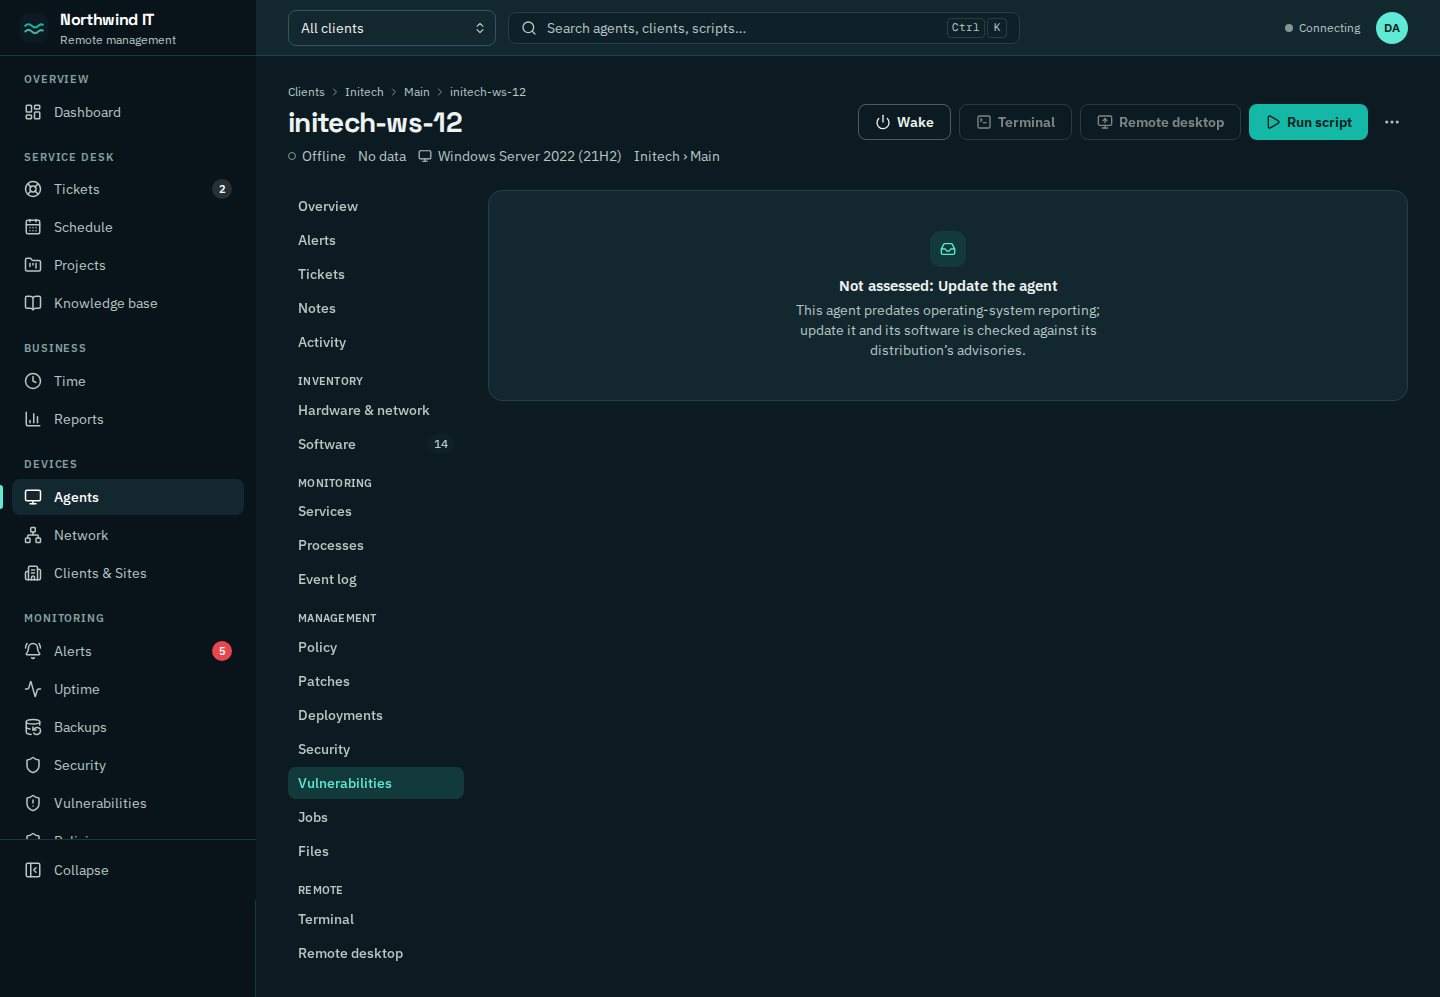 Northwind IT
Remote management
All clients
Search agents, clients, scripts...
Ctrl K
Connecting
DA
OVERVIEW
Dashboard
SERVICE DESK
Tickets 2
Schedule
Projects
Knowledge base
BUSINESS
Time
Reports
DEVICES
Agents
Network
Clients & Sites
MONITORING
Alerts 5
Uptime
Backups
Security
Vulnerabilities
Collapse
Clients > Initech > Main > initech-ws-12
initech-ws-12
Wake
Terminal
Remote desktop
Run script
Offline No data Windows Server 2022 (21H2) Initech › Main
Overview
Alerts
Tickets
Notes
Activity
INVENTORY
Hardware & network
Software 14
MONITORING
Services
Processes
Event log
MANAGEMENT
Policy
Patches
Deployments
Security
Vulnerabilities
Jobs
Files
REMOTE
Terminal
Remote desktop
Not assessed: Update the agent
This agent predates operating-system reporting;
update it and its software is checked against its
distribution’s advisories.